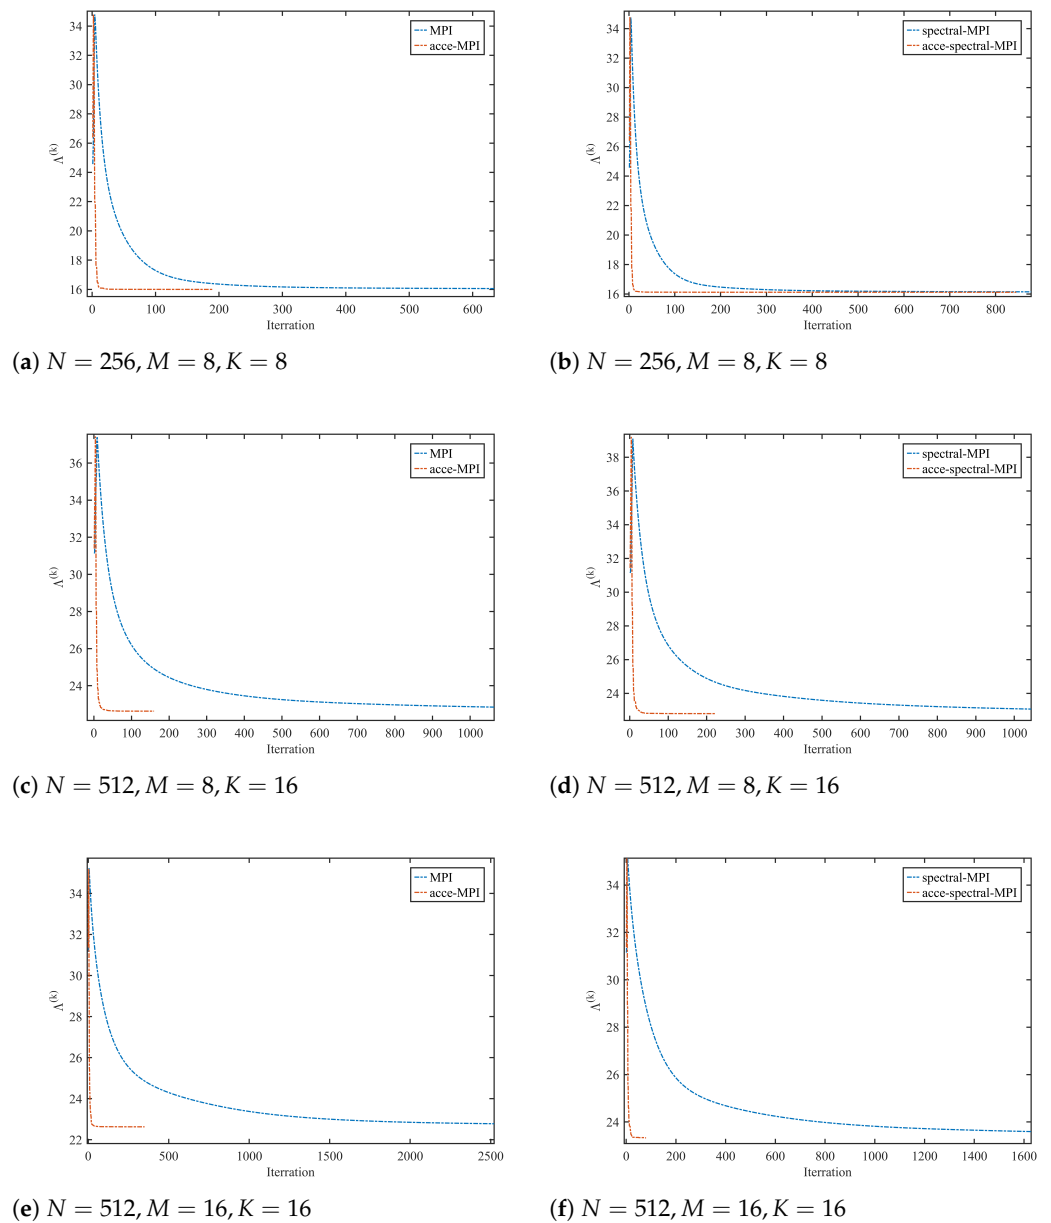 34
32
30
28
26
24
22
20
18
16
Λ(k)
0 100 200 300 400 500 600
Iterration
MPI
acce-MPI
(a) N = 256, M = 8, K = 8
34
32
30
28
26
24
22
20
18
16
Λ(k)
0 100 200 300 400 500 600 700 800
Iterration
spectral-MPI
acce-spectral-MPI
(b) N = 256, M = 8, K = 8
36
34
32
30
28
26
24
Λ(k)
0 100 200 300 400 500 600 700 800 900 1000
Iterration
MPI
acce-MPI
(c) N = 512, M = 8, K = 16
38
36
34
32
30
28
26
24
Λ(k)
0 100 200 300 400 500 600 700 800 900 1000
Iterration
spectral-MPI
acce-spectral-MPI
(d) N = 512, M = 8, K = 16
34
32
30
28
26
24
22
Λ(k)
0 500 1000 1500 2000 2500
Iterration
MPI
acce-MPI
(e) N = 512, M = 16, K = 16
34
32
30
28
26
24
Λ(k)
0 200 400 600 800 1000 1200 1400 1600
Iterration
spectral-MPI
acce-spectral-MPI
(f) N = 512, M = 16, K = 16